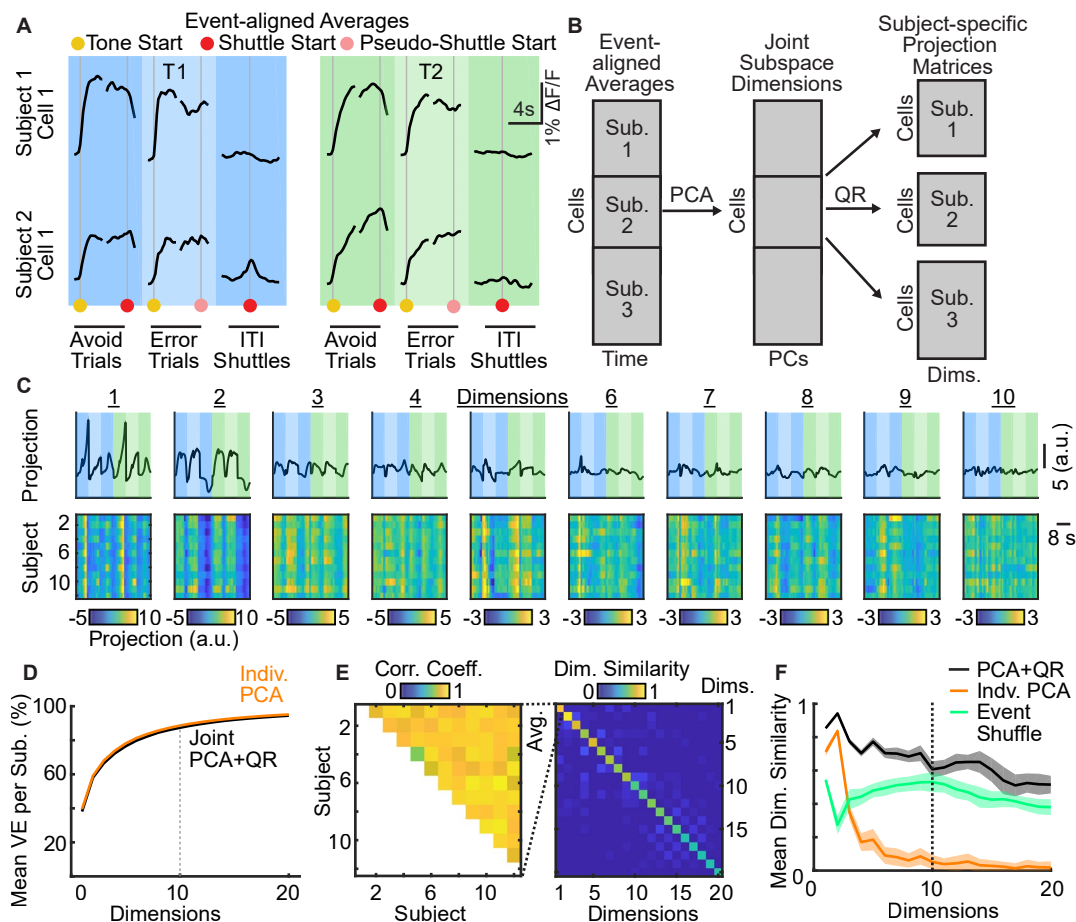 A
Event-aligned Averages
Tone Start
Shuttle Start
Pseudo-Shuttle Start
T1
T2
4s
1% ΔF/F
Subject 1
Cell 1
Subject 2
Cell 1
Avoid
Trials
Error
Trials
ITI
Shuttles
Avoid
Trials
Error
Trials
ITI
Shuttles
B
Event-
aligned
Averages
Joint
Subspace
Dimensions
Subject-specific
Projection
Matrices
Cells
Sub.
1
Sub.
2
Sub.
3
Time
PCA
Cells
PCs
QR
Cells
Sub.
1
Cells
Sub.
2
Cells
Sub.
3
Dims.
C
1
2
3
4
Dimensions
6
7
8
9
10
Projection
5 (a.u.)
Subject
2
6
10
8 s
-5
10
-5
10
-5
5
-5
5
-3
3
-3
3
-3
3
-3
3
-3
3
-3
3
Projection (a.u.)
D
Indiv.
PCA
Joint
PCA+QR
Mean VE per Sub. (%)
100
60
20
0
10
20
Dimensions
E
Corr. Coeff.
0
1
Subject
2
6
10
2
6
10
Subject
Avg.
Dim. Similarity
0
1
Dims.
1
5
10
15
1
5
10
15
20
Dimensions
F
PCA+QR
Indv. PCA
Event
Shuffle
Mean Dim. Similarity
1
0
0
10
20
Dimensions